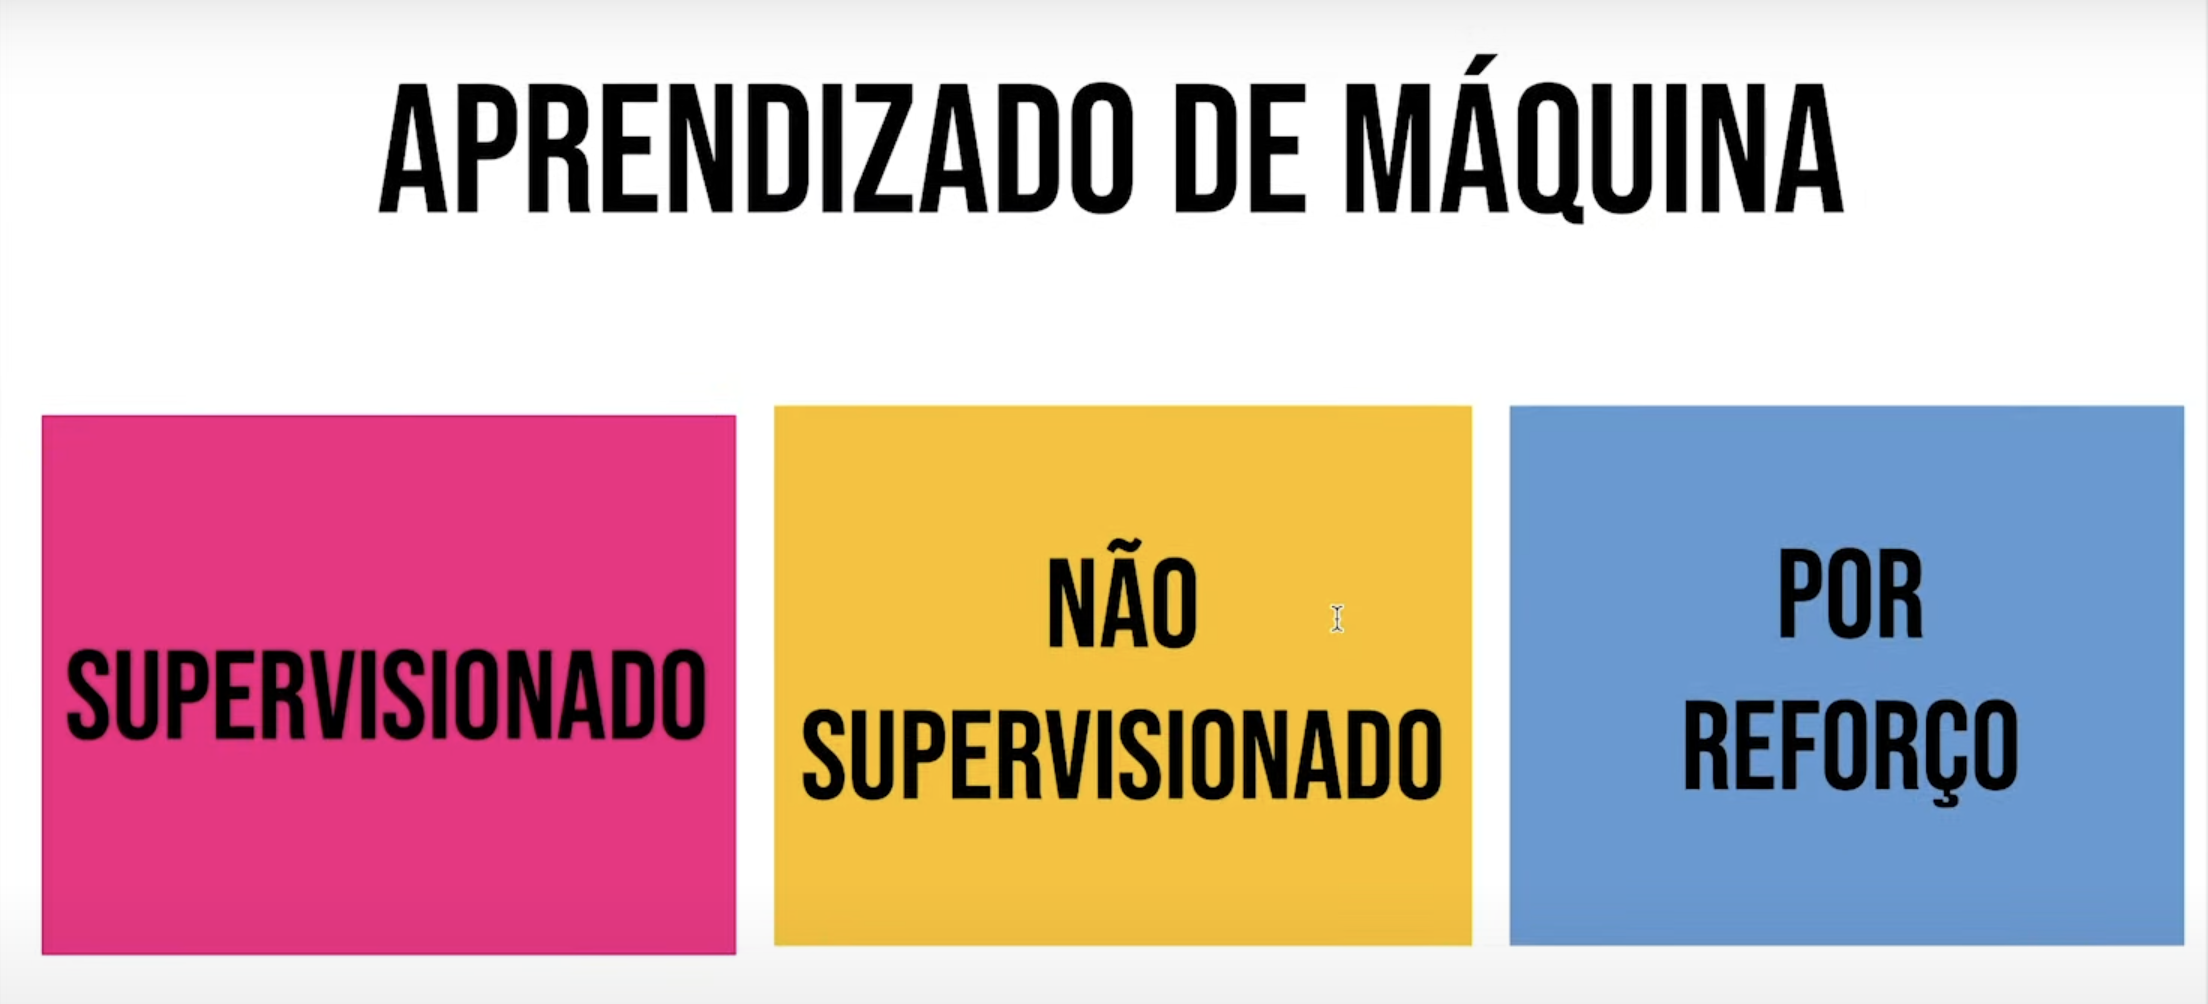 APRENDIZADO DE MÁQUINA
SUPERVISIONADO
NÃO
SUPERVISIONADO
POR
REFORÇO